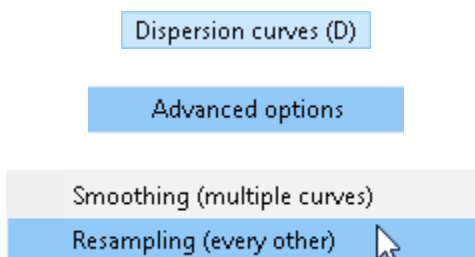 Dispersion curves (D)
Advanced options
Smoothing (multiple curves)
Resampling (every other)